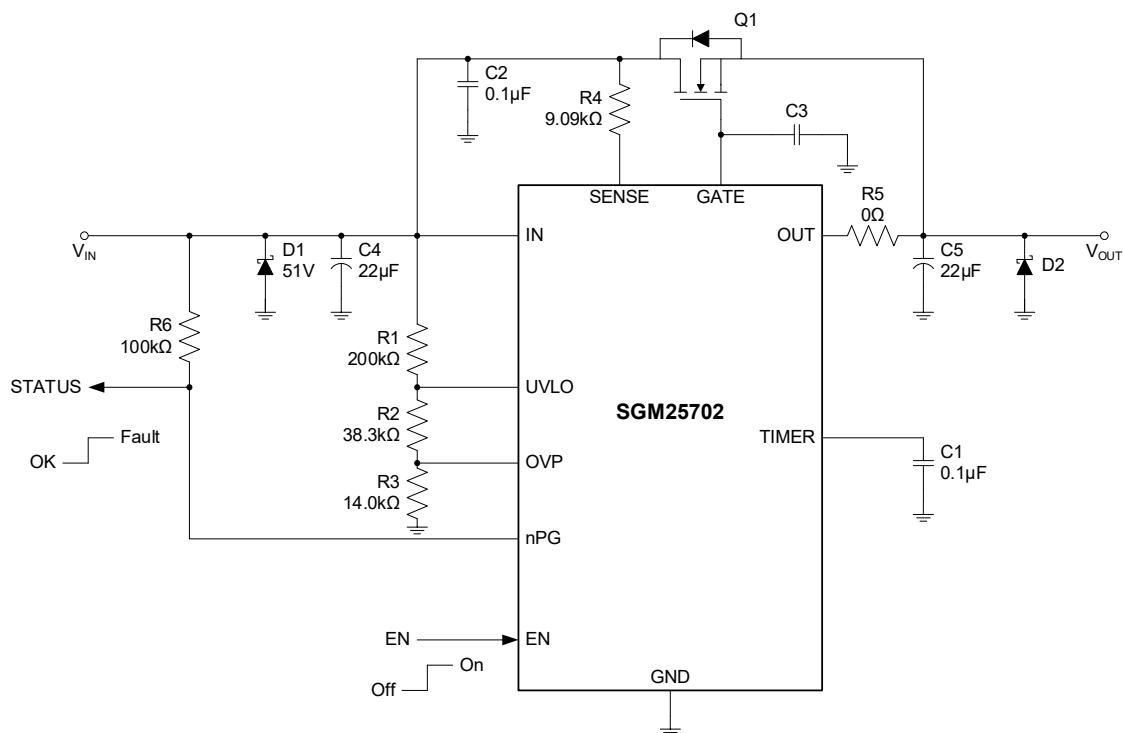 Q1
C2
0.1µF
R4
9.09kΩ
C3
SENSE
GATE
R5
0Ω
VIN
D1
51V
C4
22µF
IN
OUT
C5
22µF
D2
VOUT
R6
100kΩ
R1
200kΩ
STATUS
UVLO
SGM25702
R2
38.3kΩ
Fault
OK
TIMER
OVP
C1
0.1µF
R3
14.0kΩ
nPG
EN
EN
On
Off
GND